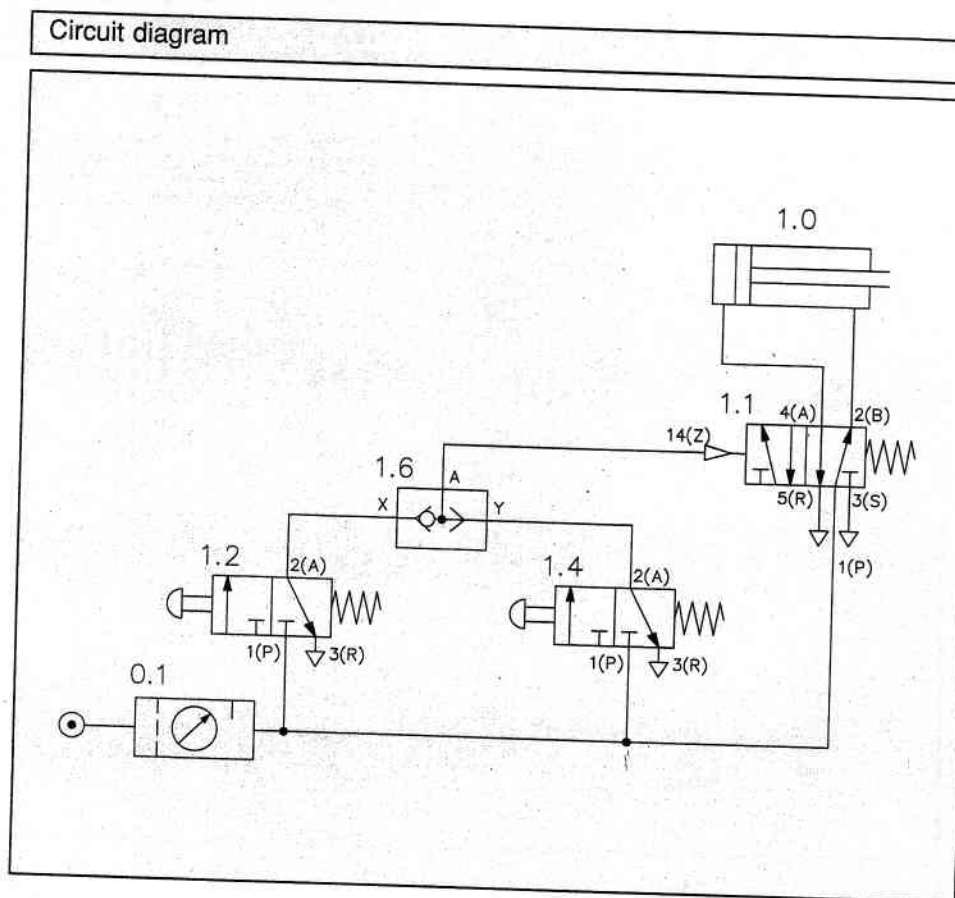 Circuit diagram
1.0
1.1
4(A)
2(B)
14(Z)
5(R)
3(S)
1(P)
1.6
A
X
Y
1.2
2(A)
1(P)
3(R)
1.4
2(A)
1(P)
3(R)
0.1